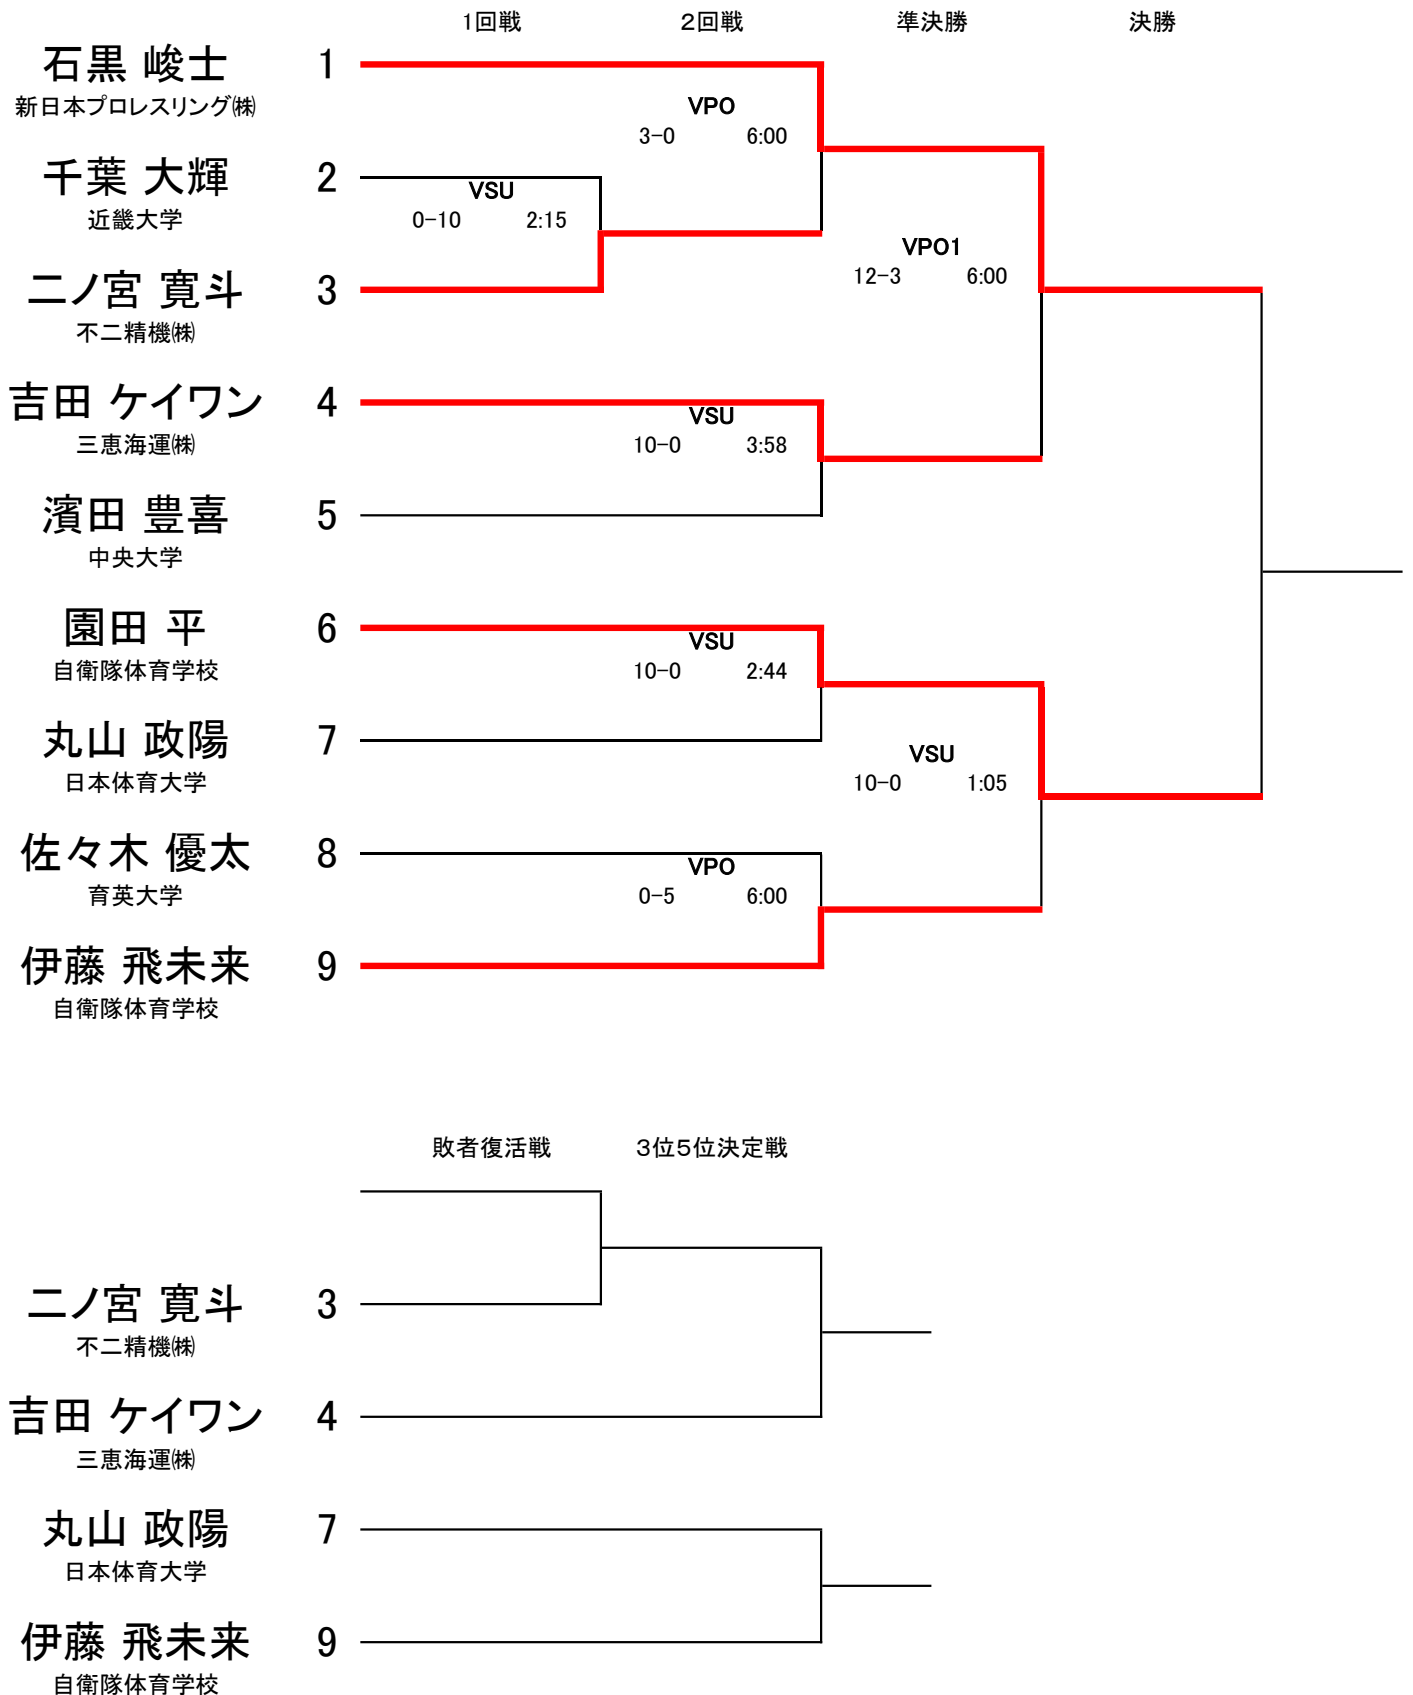 1回戦 2回戦 準決勝 決勝
石黒 峻士 1
新日本プロレスリング㈱
VPO
3-0 6:00
千葉 大輝 2
近畿大学
VSU
0-10 2:15
二ノ宮 寛斗 3
不二精機㈱
VPO1
12-3 6:00
吉田 ケイワン 4
三恵海運㈱
VSU
10-0 3:58
濱田 豊喜 5
中央大学
園田 平 6
自衛隊体育学校
VSU
10-0 2:44
丸山 政陽 7
日本体育大学
VSU
10-0 1:05
佐々木 優太 8
育英大学
VPO
0-5 6:00
伊藤 飛未来 9
自衛隊体育学校
敗者復活戦 3位5位決定戦
二ノ宮 寛斗 3
不二精機㈱
吉田 ケイワン 4
三恵海運㈱
丸山 政陽 7
日本体育大学
伊藤 飛未来 9
自衛隊体育学校